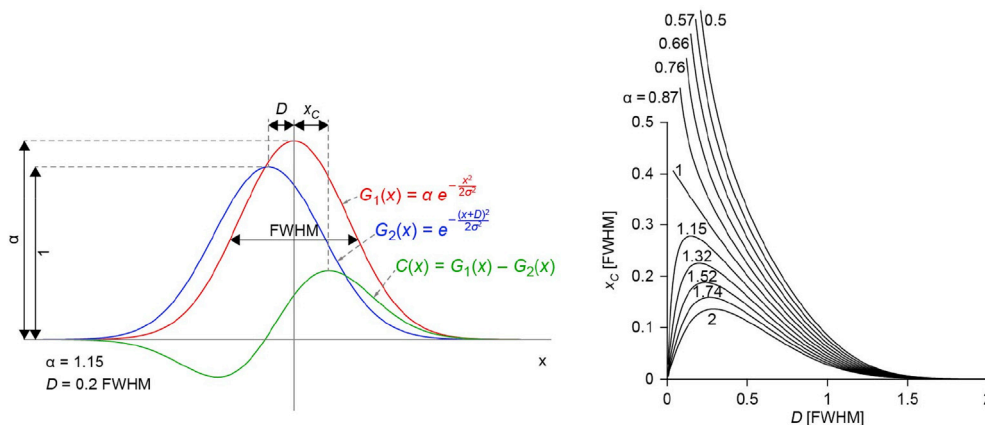 D x_C
α
1
G₁(x) = α e^{-x²/2σ²}
G₂(x) = e^{-(x+D)²/2σ²}
FWHM
C(x) = G₁(x) – G₂(x)
x
α = 1.15
D = 0.2 FWHM
0.57 0.5
0.66
0.76
α = 0.87
1
1.15
1.32
1.52
1.74
2
x_C [FWHM]
0.5
0.4
0.3
0.2
0.1
0
0 0.5 1 1.5 2
D [FWHM]